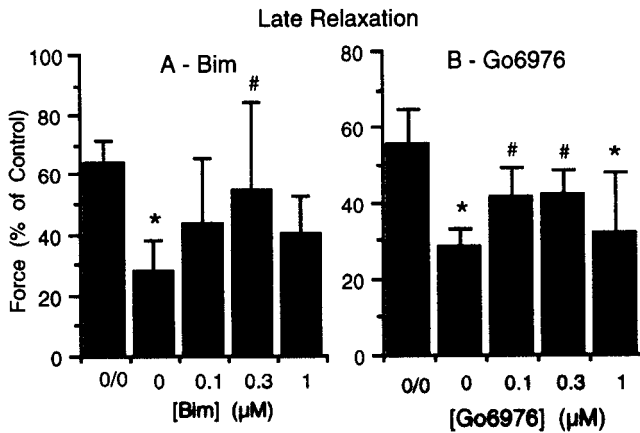 Late Relaxation
A - Bim
B - Go6976
Force (% of Control)
100
80
60
40
20
0
80
60
40
20
0
*
#
*
#
#
*
0/0 0 0.1 0.3 1
[Bim] (µM)
0/0 0 0.1 0.3 1
[Go6976] (µM)